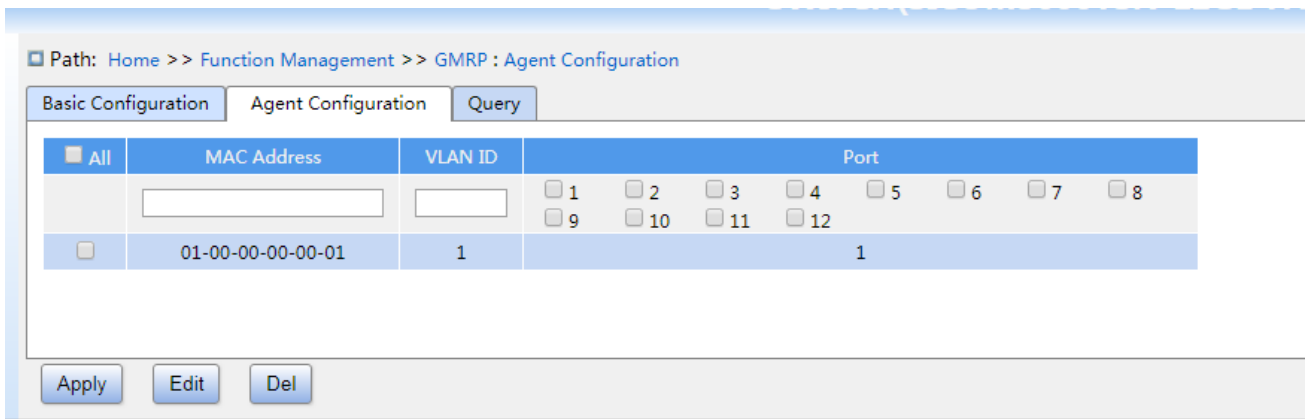 Path: Home >> Function Management >> GMRP : Agent Configuration
Basic Configuration Agent Configuration Query
All MAC Address VLAN ID Port
1 2 3 4 5 6 7 8
9 10 11 12
01-00-00-00-00-01 1 1
Apply Edit Del